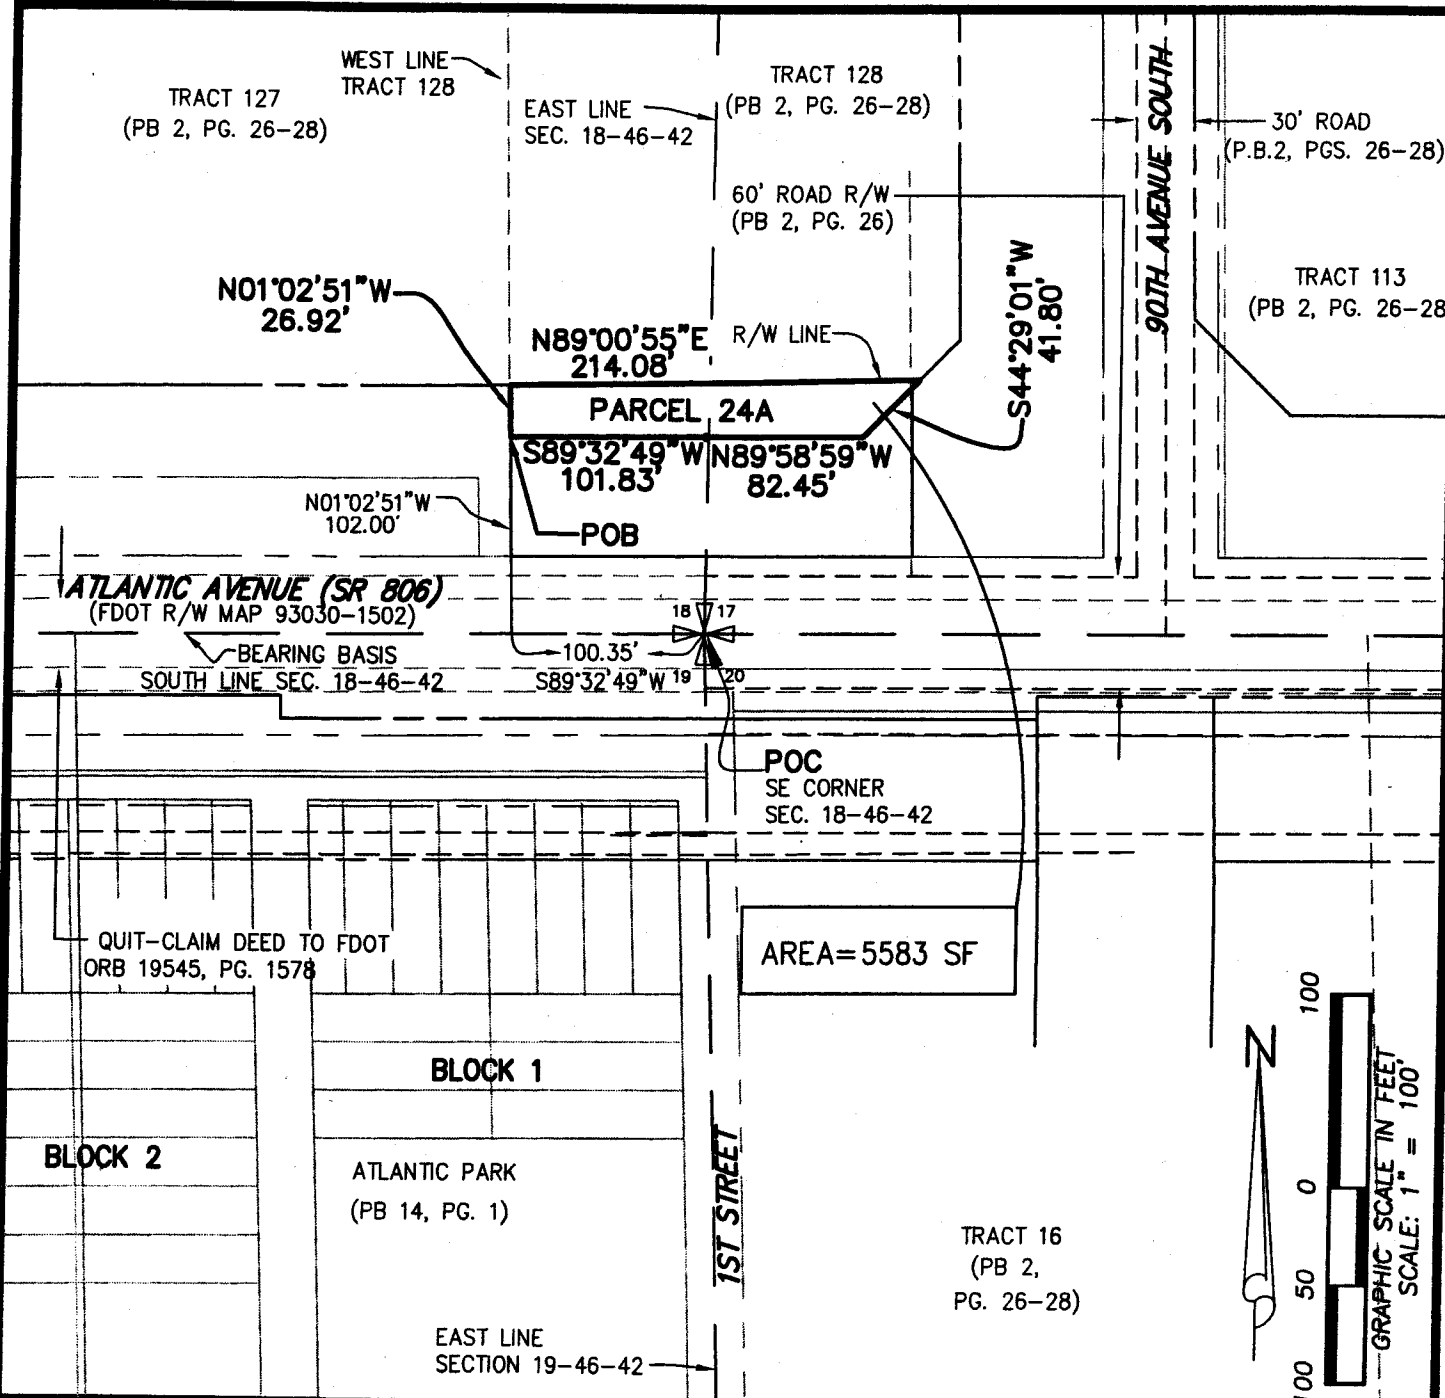 WEST LINE
TRACT 128
TRACT 127
(PB 2, PG. 26-28)
EAST LINE
SEC. 18-46-42
TRACT 128
(PB 2, PG. 26-28)
90TH AVENUE SOUTH
30' ROAD
(P.B.2, PGS. 26-28)
60' ROAD R/W
(PB 2, PG. 26)
TRACT 113
(PB 2, PG. 26-28
N01°02'51"W
26.92'
N89°00'55"E
214.08'
R/W LINE
S44°29'01"W
41.80'
PARCEL 24A
S89°32'49"W
101.83'
N89°58'59"W
82.45'
N01°02'51"W
102.00'
POB
ATLANTIC AVENUE (SR 806)
(FDOT R/W MAP 93030-1502)
18 17
19 20
BEARING BASIS
SOUTH LINE SEC. 18-46-42
100.35'
S89°32'49"W
POC
SE CORNER
SEC. 18-46-42
QUIT-CLAIM DEED TO FDOT
ORB 19545, PG. 1578
AREA=5583 SF
BLOCK 1
BLOCK 2
ATLANTIC PARK
(PB 14, PG. 1)
1ST STREET
TRACT 16
(PB 2,
PG. 26-28)
EAST LINE
SECTION 19-46-42
N
100
0
50
100
GRAPHIC SCALE IN FEET
SCALE: 1" = 100'